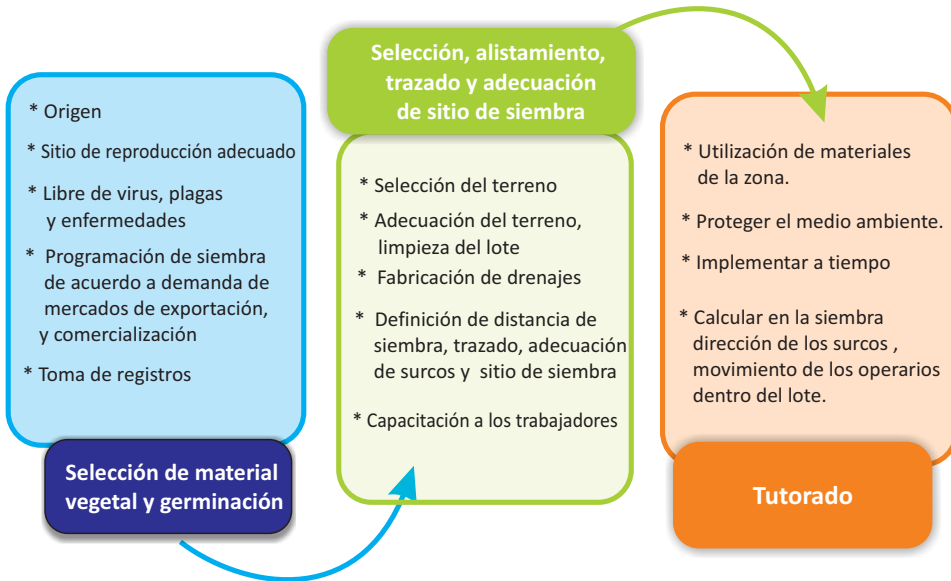 * Origen
* Sitio de reproducción adecuado
* Libre de virus, plagas
y enfermedades
* Programación de siembra
de acuerdo a demanda de
mercados de exportación,
y comercialización
* Toma de registros
Selección de material
vegetal y germinación
Selección, alistamiento,
trazado y adecuación
de sitio de siembra
* Selección del terreno
* Adecuación del terreno,
limpieza del lote
* Fabricación de drenajes
* Definición de distancia de
siembra, trazado, adecuación
de surcos y sitio de siembra
* Capacitación a los trabajadores
* Utilización de materiales
de la zona.
* Proteger el medio ambiente.
* Implementar a tiempo
* Calcular en la siembra
dirección de los surcos ,
movimiento de los operarios
dentro del lote.
Tutorado